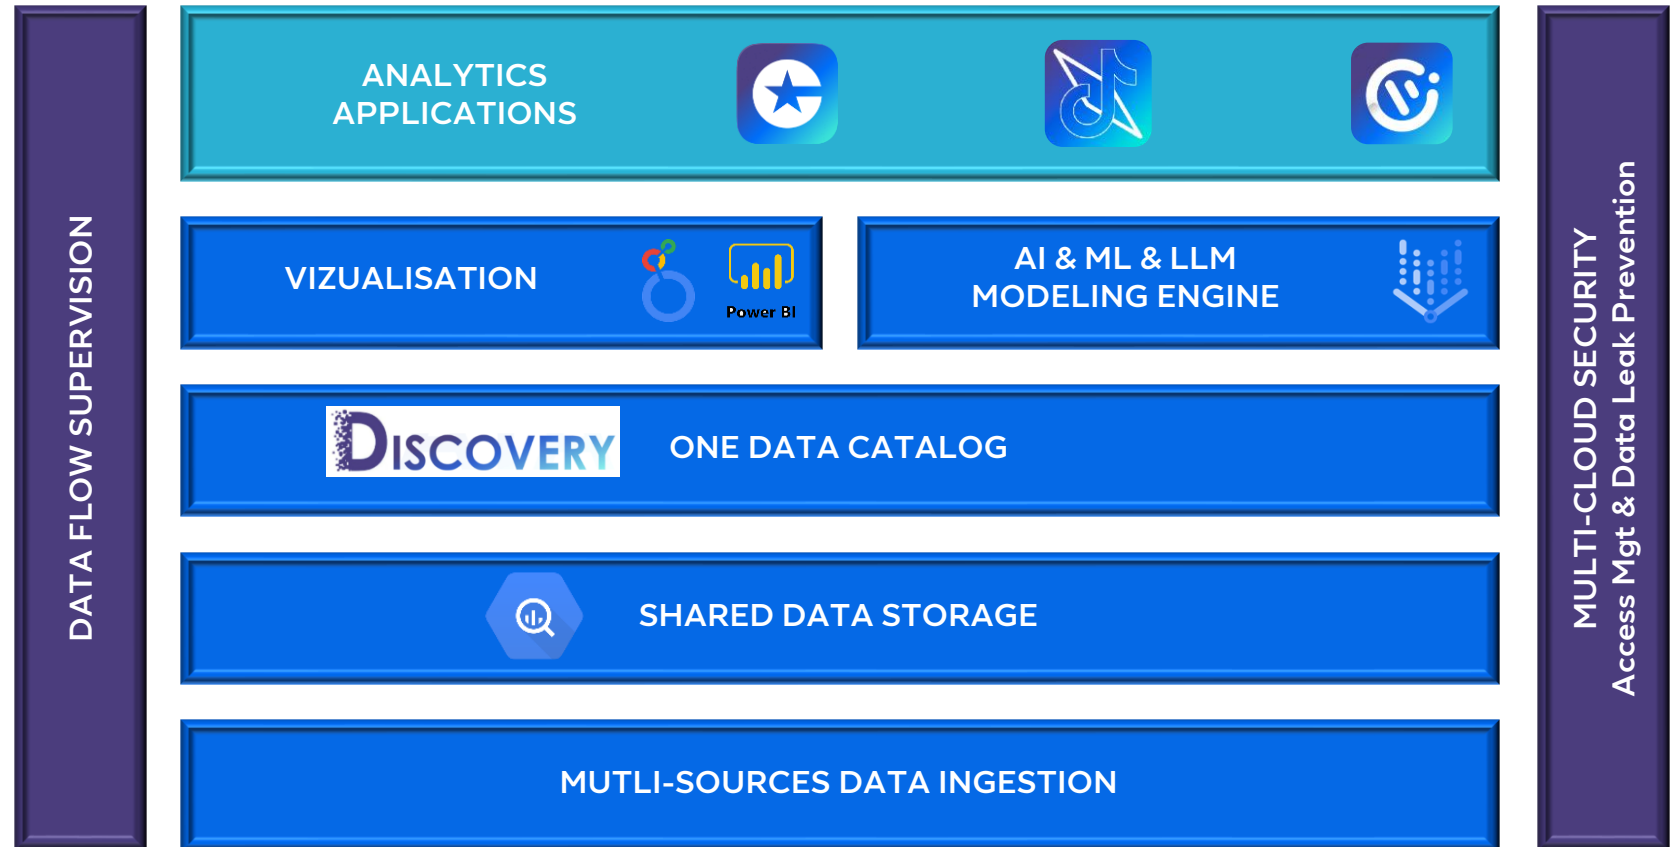 DATA FLOW SUPERVISION
ANALYTICS
APPLICATIONS
VIZUALISATION
Power BI
AI & ML & LLM
MODELING ENGINE
DISCOVERY
ONE DATA CATALOG
SHARED DATA STORAGE
MUTLI-SOURCES DATA INGESTION
MULTI-CLOUD SECURITY
Access Mgt & Data Leak Prevention